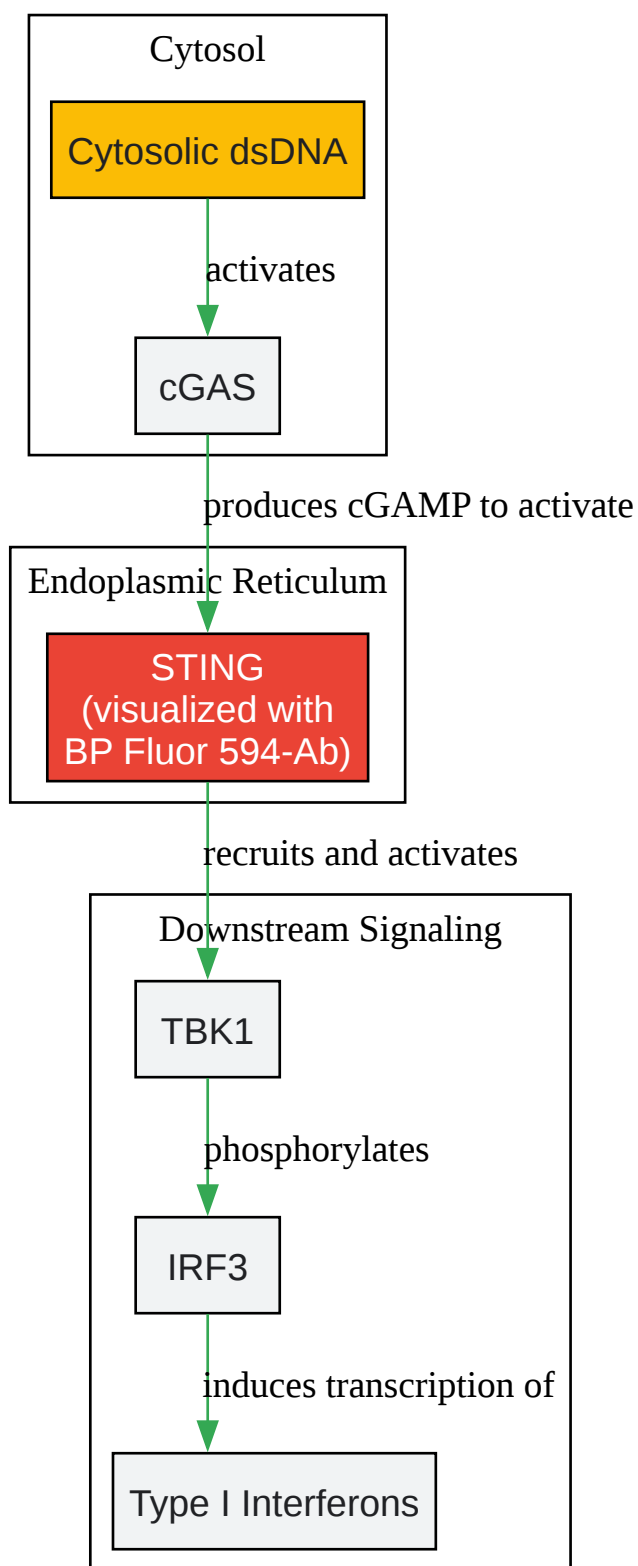 Cytosol
Cytosolic dsDNA
activates
cGAS
produces cGAMP to activate
Endoplasmic Reticulum
STING
(visualized with
BP Fluor 594-Ab)
recruits and activates
Downstream Signaling
TBK1
phosphorylates
IRF3
induces transcription of
Type I Interferons